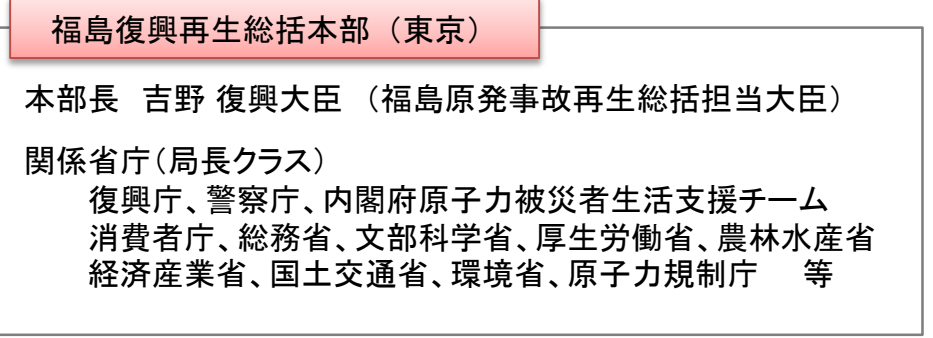 福島復興再生総括本部（東京）
本部長　吉野 復興大臣　（福島原発事故再生総括担当大臣）
関係省庁（局長クラス）
復興庁、警察庁、内閣府原子力被災者生活支援チーム
消費者庁、総務省、文部科学省、厚生労働省、農林水産省
経済産業省、国土交通省、環境省、原子力規制庁　等